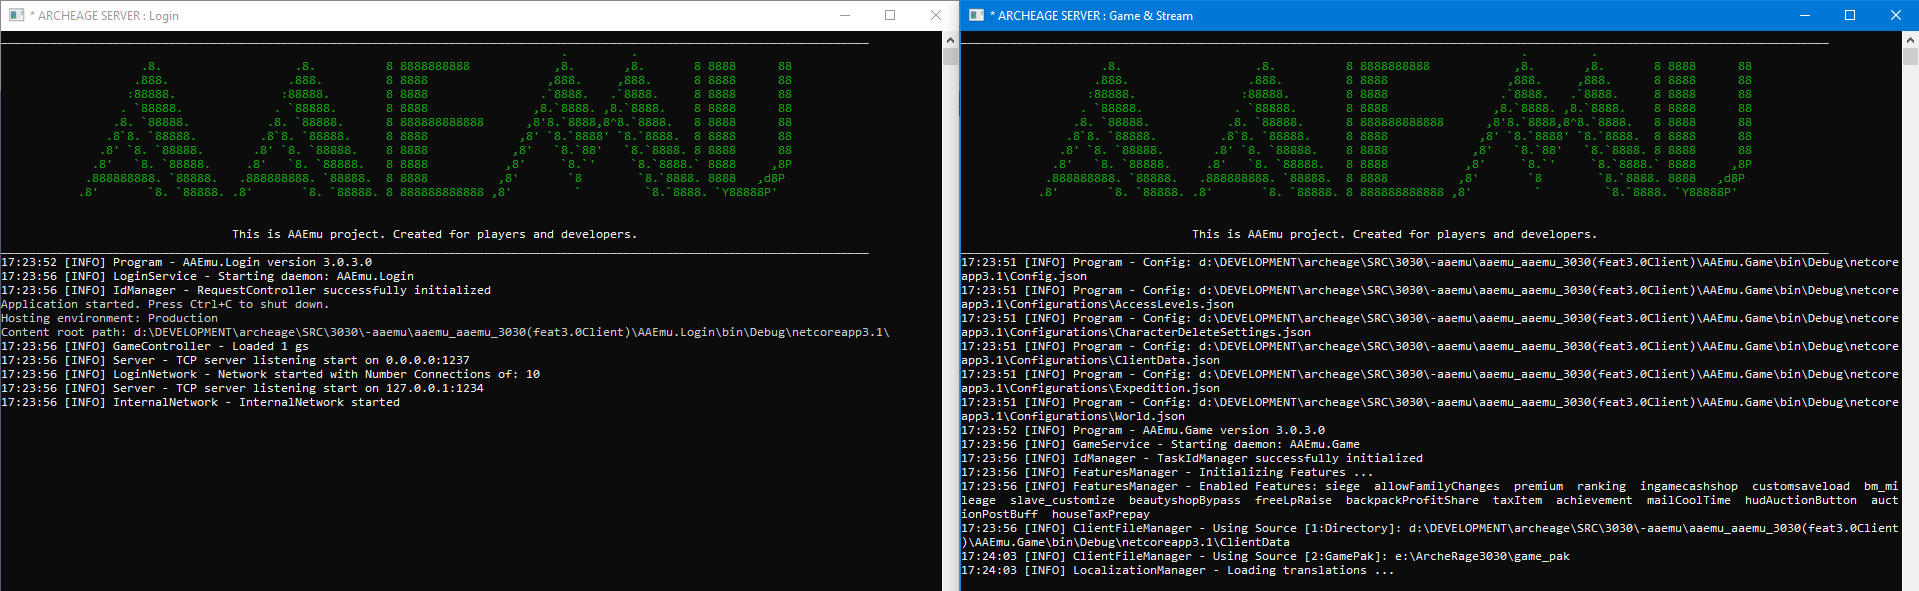 * ARCHEAGE SERVER : Login
This is AAEmu project. Created for players and developers.
17:23:52 [INFO] Program - AAEmu.Login version 3.0.3.0
17:23:56 [INFO] LoginService - Starting daemon: AAEmu.Login
17:23:56 [INFO] IdManager - RequestController successfully initialized
Application started. Press Ctrl+C to shut down.
Hosting environment: Production
Content root path: d:\DEVELOPMENT\archeage\SRC\3030\-aaemu\aaemu_aaemu_3030(feat3.0Client)\AAEmu.Login\bin\Debug\netcoreapp3.1\
17:23:56 [INFO] GameController - Loaded 1 gs
17:23:56 [INFO] Server - TCP server listening start on 0.0.0.0:1237
17:23:56 [INFO] LoginNetwork - Network started with Number Connections of: 10
17:23:56 [INFO] Server - TCP server listening start on 127.0.0.1:1234
17:23:56 [INFO] InternalNetwork - InternalNetwork started
* ARCHEAGE SERVER : Game & Stream
This is AAEmu project. Created for players and developers.
17:23:51 [INFO] Program - Config: d:\DEVELOPMENT\archeage\SRC\3030\-aaemu\aaemu_aaemu_3030(feat3.0Client)\AAEmu.Game\bin\Debug\netcore
app3.1\Config.json
17:23:51 [INFO] Program - Config: d:\DEVELOPMENT\archeage\SRC\3030\-aaemu\aaemu_aaemu_3030(feat3.0Client)\AAEmu.Game\bin\Debug\netcore
app3.1\Configurations\AccessLevels.json
17:23:51 [INFO] Program - Config: d:\DEVELOPMENT\archeage\SRC\3030\-aaemu\aaemu_aaemu_3030(feat3.0Client)\AAEmu.Game\bin\Debug\netcore
app3.1\Configurations\CharacterDeleteSettings.json
17:23:51 [INFO] Program - Config: d:\DEVELOPMENT\archeage\SRC\3030\-aaemu\aaemu_aaemu_3030(feat3.0Client)\AAEmu.Game\bin\Debug\netcore
app3.1\Configurations\ClientData.json
17:23:51 [INFO] Program - Config: d:\DEVELOPMENT\archeage\SRC\3030\-aaemu\aaemu_aaemu_3030(feat3.0Client)\AAEmu.Game\bin\Debug\netcore
app3.1\Configurations\Expedition.json
17:23:51 [INFO] Program - Config: d:\DEVELOPMENT\archeage\SRC\3030\-aaemu\aaemu_aaemu_3030(feat3.0Client)\AAEmu.Game\bin\Debug\netcore
app3.1\Configurations\World.json
17:23:52 [INFO] Program - AAEmu.Game version 3.0.3.0
17:23:56 [INFO] GameService - Starting daemon: AAEmu.Game
17:23:56 [INFO] IdManager - TaskIdManager successfully initialized
17:23:56 [INFO] FeaturesManager - Initializing Features ...
17:23:56 [INFO] FeaturesManager - Enabled Features: siege  allowFamilyChanges  premium  ranking  ingamecashshop  customsaveload  bm_mi
leage  slave_customize  beautyshopBypass  freeLpRaise  backpackProfitShare  taxItem  achievement  mailCoolTime  hudAuctionButton  auct
ionPostBuff  houseTaxPrepay
17:23:56 [INFO] ClientFileManager - Using Source [1:Directory]: d:\DEVELOPMENT\archeage\SRC\3030\-aaemu\aaemu_aaemu_3030(feat3.0Client
)\AAEmu.Game\bin\Debug\netcoreapp3.1\ClientData
17:24:03 [INFO] ClientFileManager - Using Source [2:GamePak]: e:\ArcheRage3030\game_pak
17:24:03 [INFO] LocalizationManager - Loading translations ...